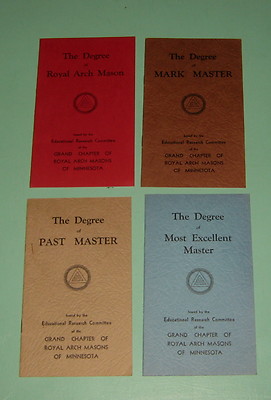 The Degree
of
Royal Arch Mason
Issued by the
Educational Research Committee
of the
GRAND CHAPTER OF
ROYAL ARCH MASONS
OF MINNESOTA
The Degree
of
MARK MASTER
Issued by the
Educational Research Committee
of the
GRAND CHAPTER OF
ROYAL ARCH MASONS
OF MINNESOTA
The Degree
of
PAST MASTER
Issued by the
Educational Research Committee
of the
GRAND CHAPTER OF
ROYAL ARCH MASONS
OF MINNESOTA
The Degree
of
Most Excellent
Master
Issued by the
Educational Research Committee
of the
GRAND CHAPTER OF
ROYAL ARCH MASONS
OF MINNESOTA